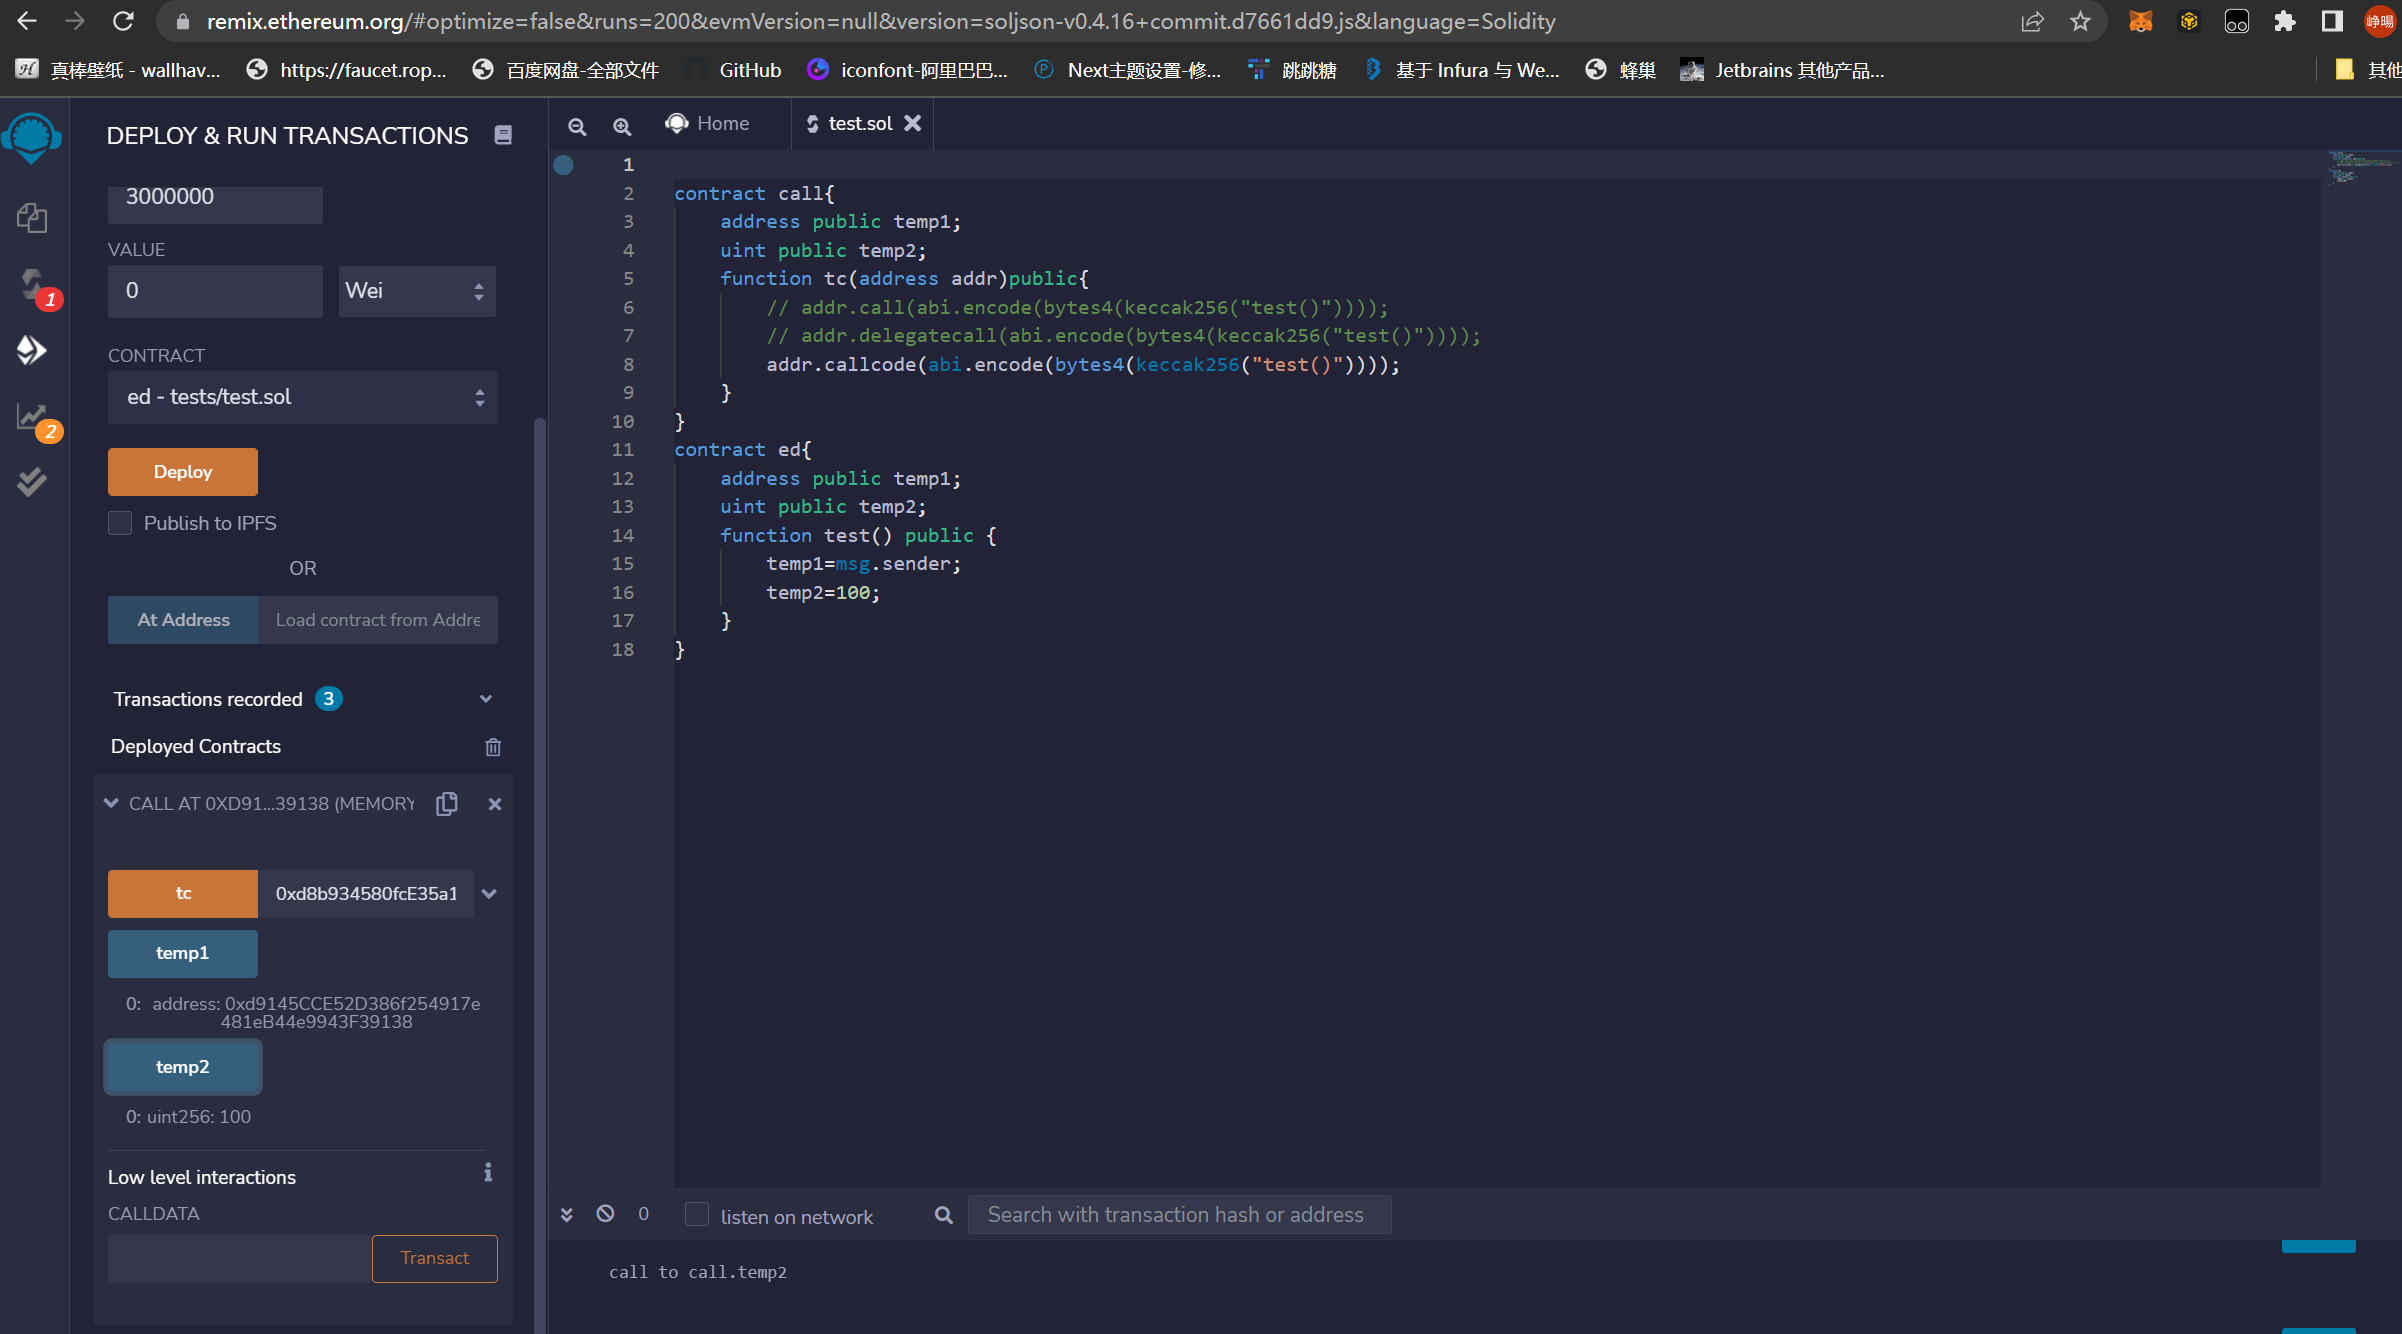 remix.ethereum.org/#optimize=false&runs=200&evmVersion=null&version=soljson-v0.4.16+commit.d7661dd9.js&language=Solidity
峥暘
真棒壁纸 - wallhav...
https://faucet.rop...
百度网盘-全部文件
GitHub
iconfont-阿里巴巴...
Next主题设置-修...
跳跳糖
基于 Infura 与 We...
蜂巢
Jetbrains 其他产品...
其他
DEPLOY & RUN TRANSACTIONS
3000000
VALUE
0
Wei
CONTRACT
ed - tests/test.sol
Deploy
Publish to IPFS
OR
At Address
Load contract from Addre
Transactions recorded 3
Deployed Contracts
CALL AT 0XD91...39138 (MEMORY
tc
0xd8b934580fcE35a1
temp1
0: address: 0xd9145CCE52D386f254917e
481eB44e9943F39138
temp2
0: uint256: 100
Low level interactions
i
CALLDATA
Transact
1
2
Home
test.sol
1
2 contract call{
3 address public temp1;
4 uint public temp2;
5 function tc(address addr)public{
6 // addr.call(abi.encode(bytes4(keccak256("test()"))));
7 // addr.delegatecall(abi.encode(bytes4(keccak256("test()"))));
8 addr.callcode(abi.encode(bytes4(keccak256("test()"))));
9 }
10 }
11 contract ed{
12 address public temp1;
13 uint public temp2;
14 function test() public {
15 temp1=msg.sender;
16 temp2=100;
17 }
18 }
0
listen on network
Search with transaction hash or address
call to call.temp2